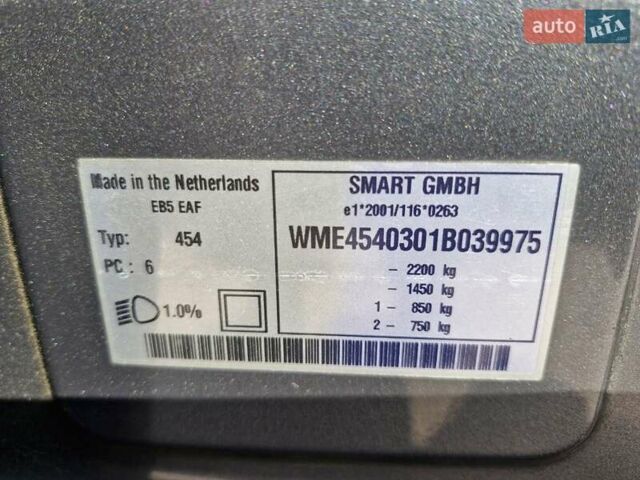 auto RIA.com
Made in the Netherlands
EB5 EAF
Typ: 454
PC : 6
1.0%
SMART GMBH
e1*2001/116*0263
WME4540301B039975
– 2200 kg
– 1450 kg
1 – 850 kg
2 – 750 kg